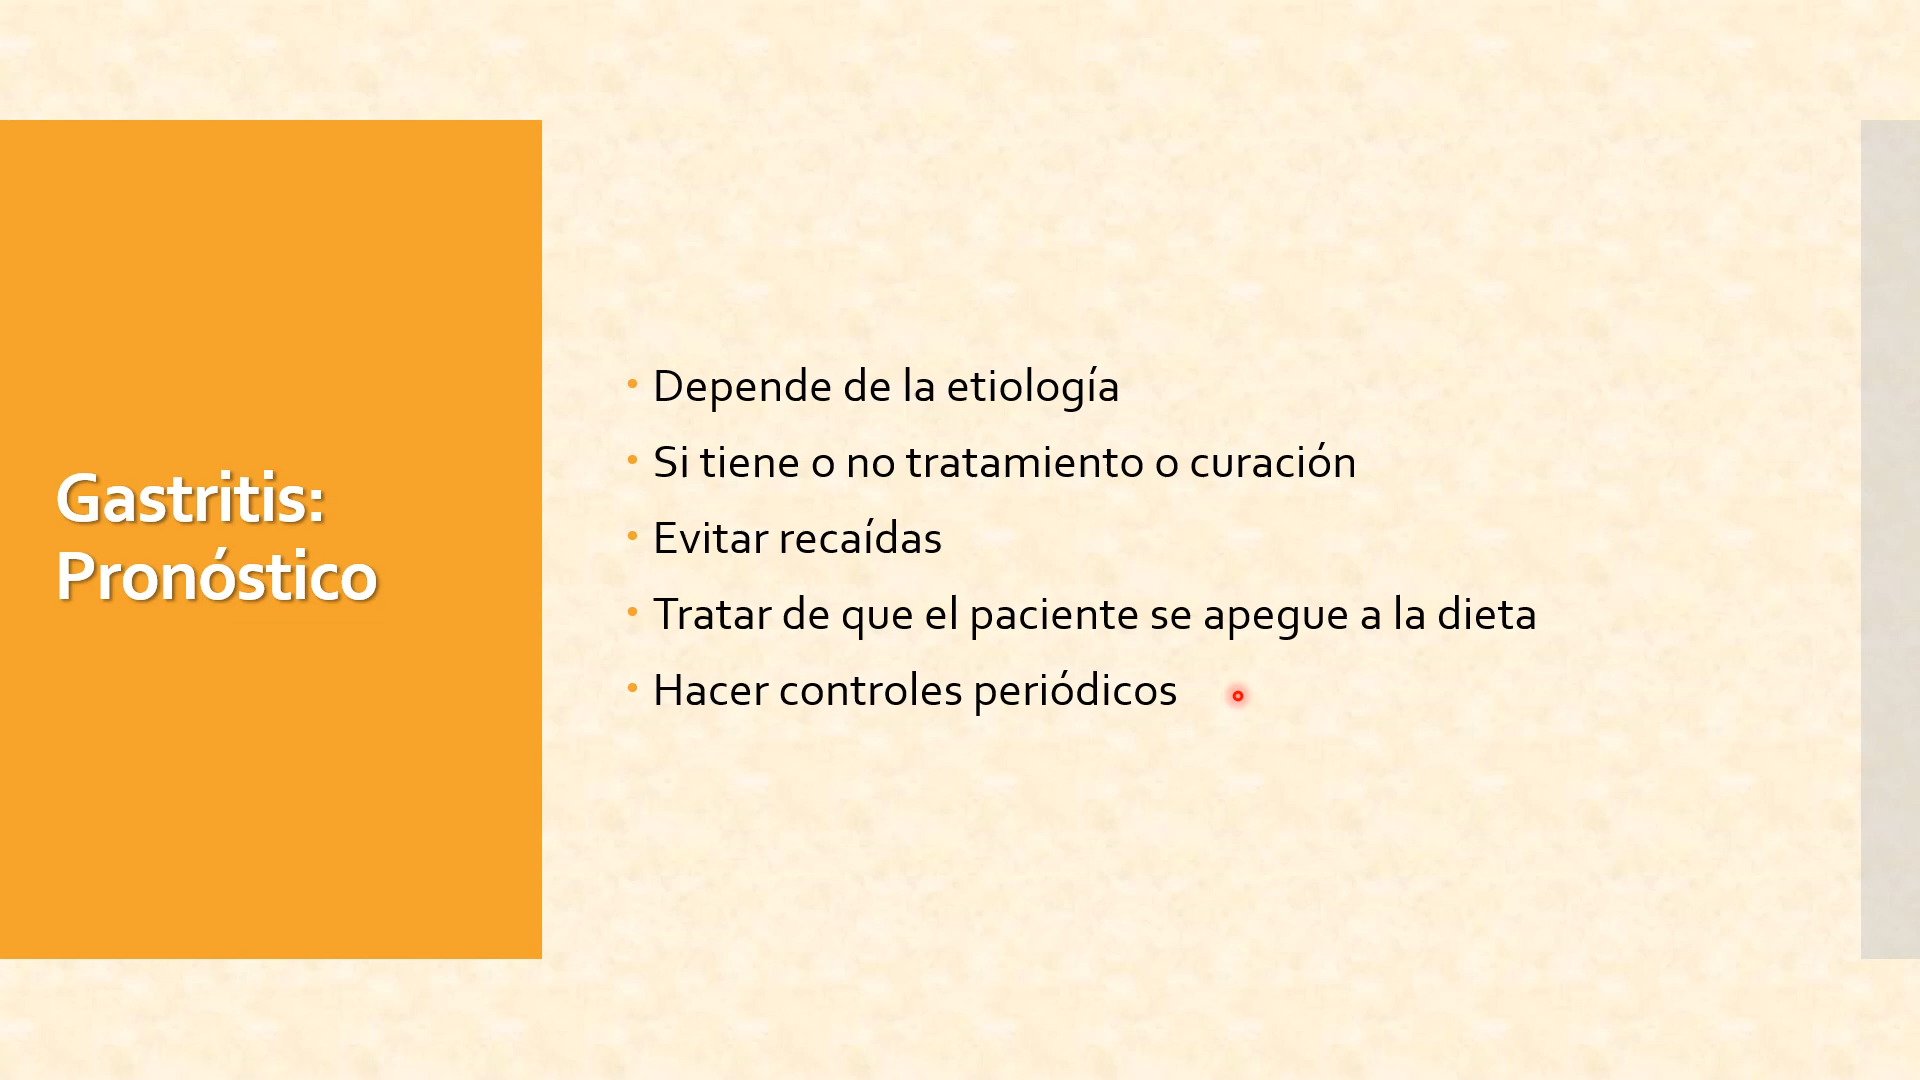 Gastritis:
Pronóstico
• Depende de la etiología
• Si tiene o no tratamiento o curación
• Evitar recaídas
• Tratar de que el paciente se apegue a la dieta
• Hacer controles periódicos